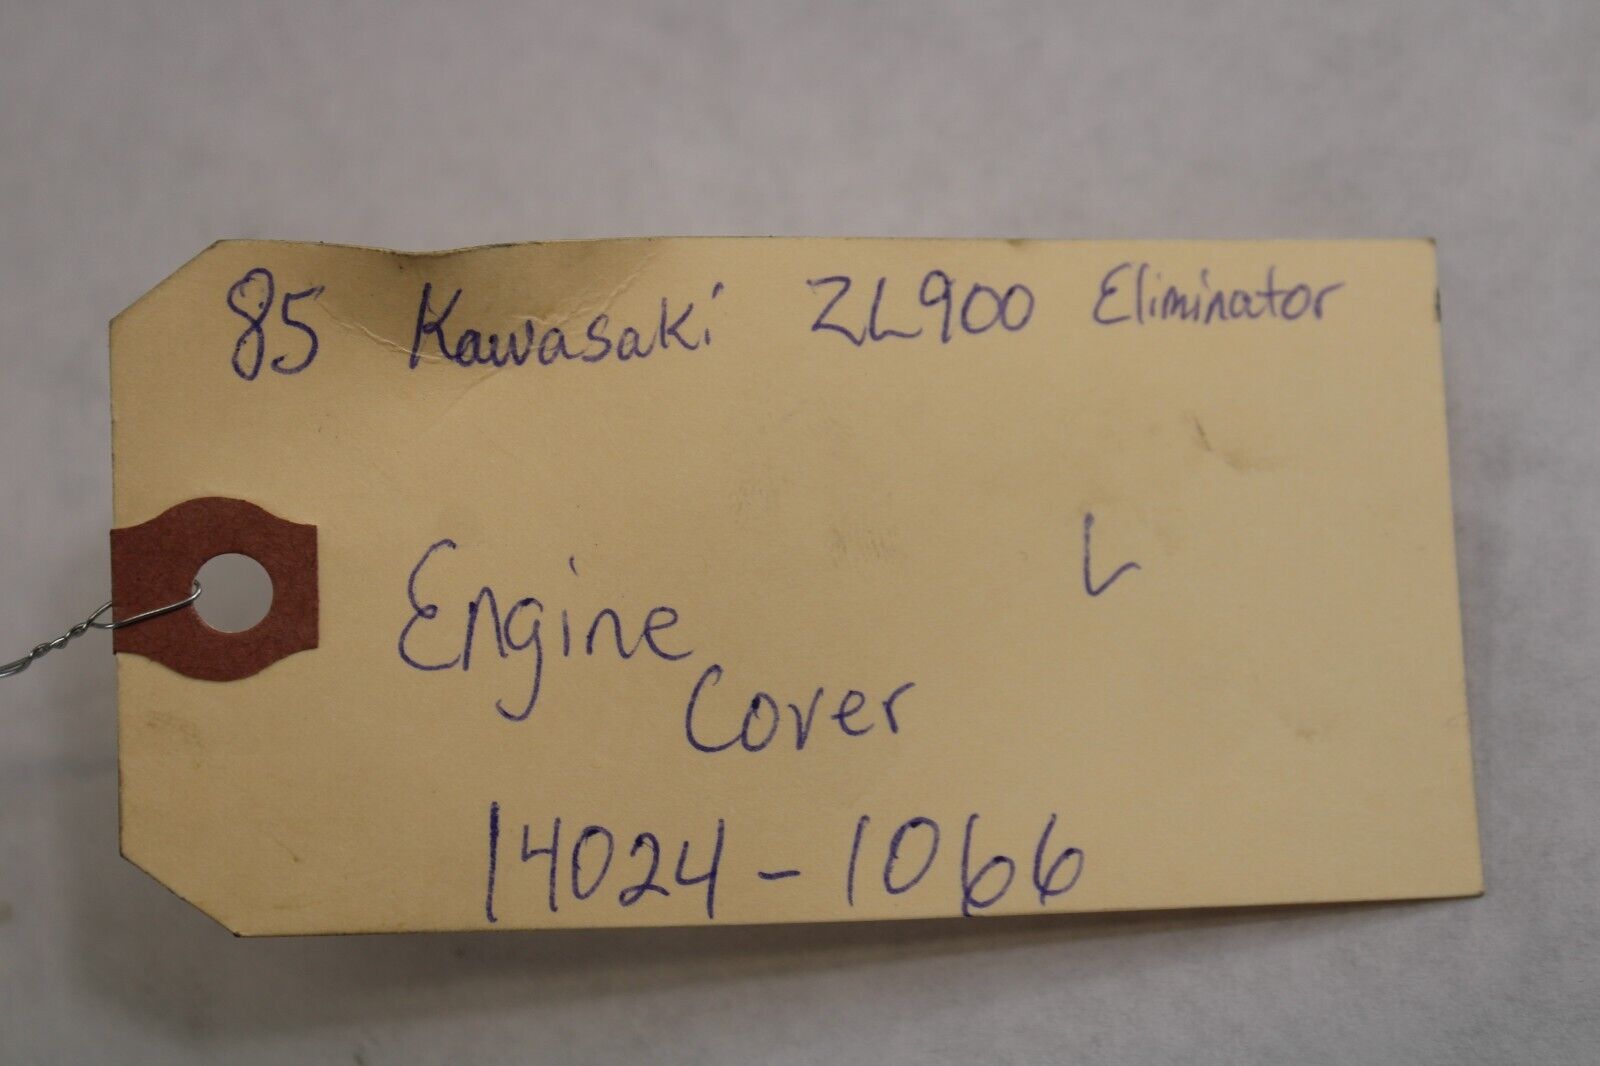 85 Kawasaki ZL900 Eliminator
Engine L
Cover
14024-1066